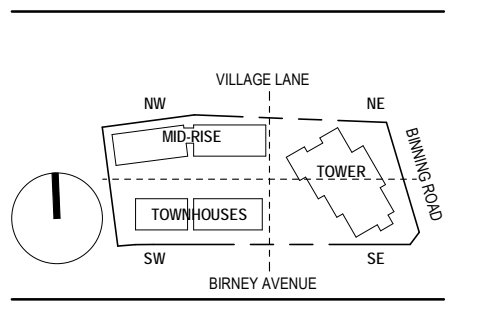 VILLAGE LANE
NW
NE
MID-RISE
BINNING ROAD
TOWER
TOWNHOUSES
SW
SE
BIRNEY AVENUE